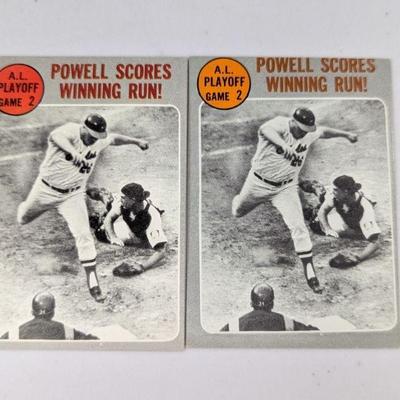 A.L.
PLAYOFF
GAME 2
POWELL SCORES
WINNING RUN!
A.L.
PLAYOFF
GAME 2
POWELL SCORES
WINNING RUN!